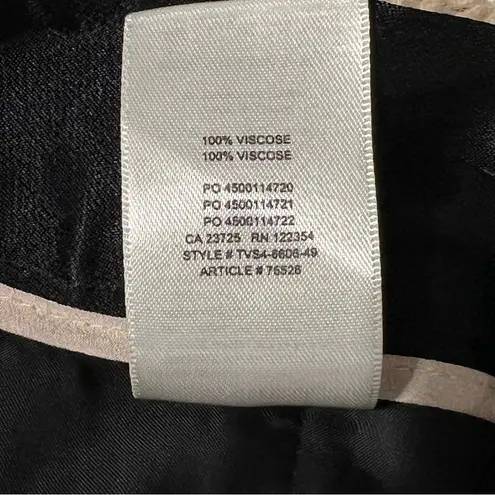 100% VISCOSE
100% VISCOSE
PO 4500114720
PO 4500114721
PO 4500114722
CA 23725 RN 122354
STYLE # TVS4-6606-49
ARTICLE # 76526